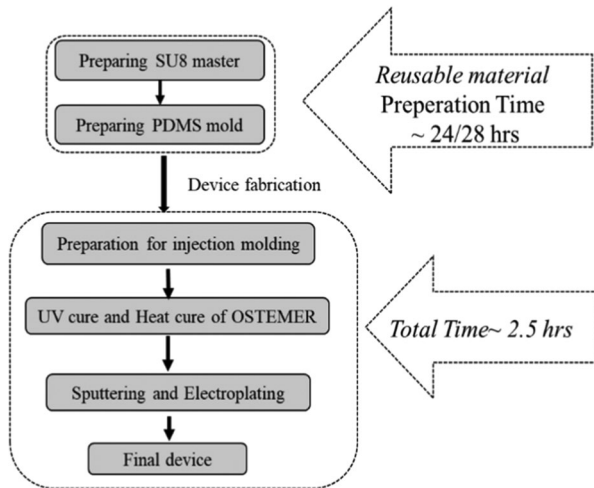 Preparing SU8 master
Preparing PDMS mold
Reusable material
Preperation Time
~ 24/28 hrs
Device fabrication
Preparation for injection molding
UV cure and Heat cure of OSTEMER
Total Time~ 2.5 hrs
Sputtering and Electroplating
Final device